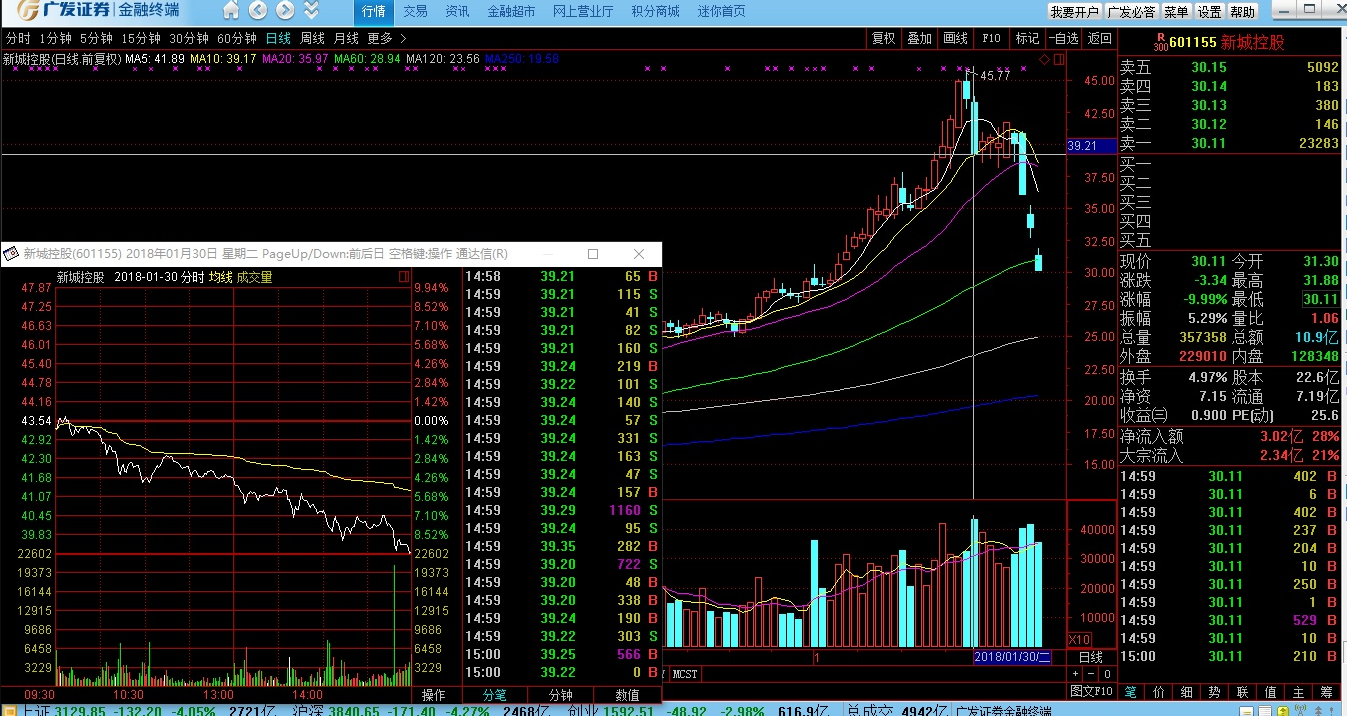 广发证券 金融终端 行情 交易 资讯 金融超市 网上营业厅 积分商城 迷你首页 我要开户 广发必答 菜单 设置 帮助
分时 1分钟 5分钟 15分钟 30分钟 60分钟 日线 周线 月线 更多 > 复权 叠加 画线 F10 标记 -自选 返回
R 300 601155 新城控股
新城控股(日线.前复权) MA5: 41.89 MA10: 39.17 MA20: 35.97 MA60: 28.94 MA120: 23.56 MA250: 19.58
45.77
45.00
42.50
39.21
37.50
35.00
32.50
30.00
27.50
25.00
22.50
20.00
17.50
15.00
40000
30000
20000
10000
X10
1 2018/01/30/二 日线
MCST + - 0
图文F10
卖五 30.15 5092
卖四 30.14 183
卖三 30.13 380
卖二 30.12 146
卖一 30.11 23283
买一
买二
买三
买四
买五
现价 30.11 今开 31.30
涨跌 -3.34 最高 31.88
涨幅 -9.99% 最低 30.11
振幅 5.29% 量比 1.06
总量 357358 总额 10.9亿
外盘 229010 内盘 128348
换手 4.97% 股本 22.6亿
净资 7.15 流通 7.19亿
收益㈢ 0.900 PE(动) 25.6
净流入额 3.02亿 28%
大宗流入 2.34亿 21%
14:59 30.11 402 B
14:59 30.11 6 B
14:59 30.11 402 B
14:59 30.11 237 B
14:59 30.11 204 B
14:59 30.11 10 B
14:59 30.11 250 B
14:59 30.11 1 B
14:59 30.11 529 B
14:59 30.11 10 B
15:00 30.11 210 B
笔 价 细 势 联 值 主 筹
新城控股(601155) 2018年01月30日 星期二 PageUp/Down:前后日 空格键:操作 通达信(R)
新城控股 2018-01-30 分时 均线 成交量
47.87 9.94%
47.25 8.52%
46.63 7.10%
46.01 5.68%
45.40 4.26%
44.78 2.84%
44.16 1.42%
43.54 0.00%
42.92 1.42%
42.30 2.84%
41.68 4.26%
41.07 5.68%
40.45 7.10%
39.83 8.52%
22602 22602
19373 19373
16144 16144
12915 12915
9686 9686
6458 6458
3229 3229
09:30 10:30 13:00 14:00 操作
14:58 39.21 65 B
14:59 39.21 115 S
14:59 39.21 41 S
14:59 39.21 82 S
14:59 39.21 160 S
14:59 39.24 219 B
14:59 39.22 101 S
14:59 39.24 140 S
14:59 39.24 57 S
14:59 39.24 331 S
14:59 39.24 163 S
14:59 39.24 47 S
14:59 39.24 157 B
14:59 39.29 1160 S
14:59 39.24 95 S
14:59 39.35 282 B
14:59 39.20 722 S
14:59 39.20 48 B
14:59 39.20 338 B
14:59 39.24 190 B
14:59 39.22 303 S
15:00 39.25 566 B
15:00 39.22 0 B
分笔 分钟 数值
上证 3129.85 -132.20 -4.05% 2721亿 沪深 3840.65 -171.40 -4.27% 2468亿 创业 1592.51 -48.92 -2.98% 616.9亿 总成交 4942亿 广发证券金融终端